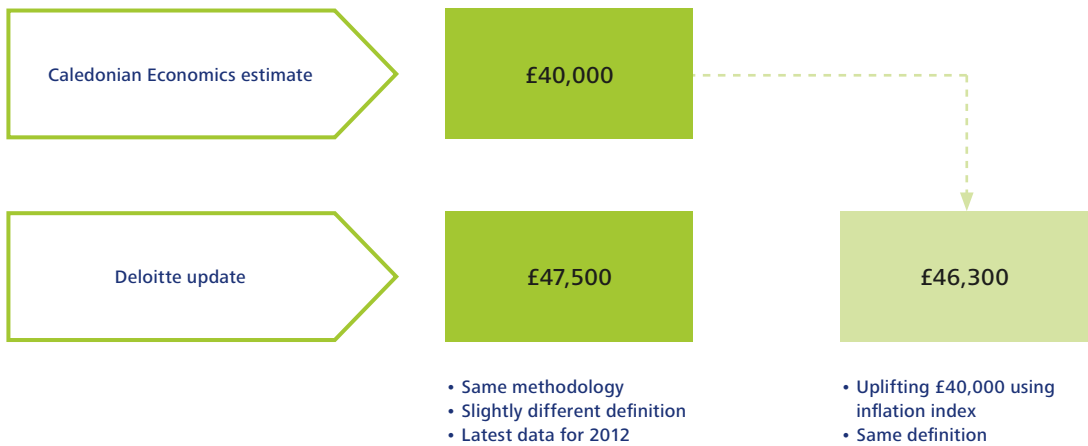 Caledonian Economics estimate
£40,000
Deloitte update
£47,500
£46,300
• Same methodology
• Slightly different definition
• Latest data for 2012
• Uplifting £40,000 using
inflation index
• Same definition